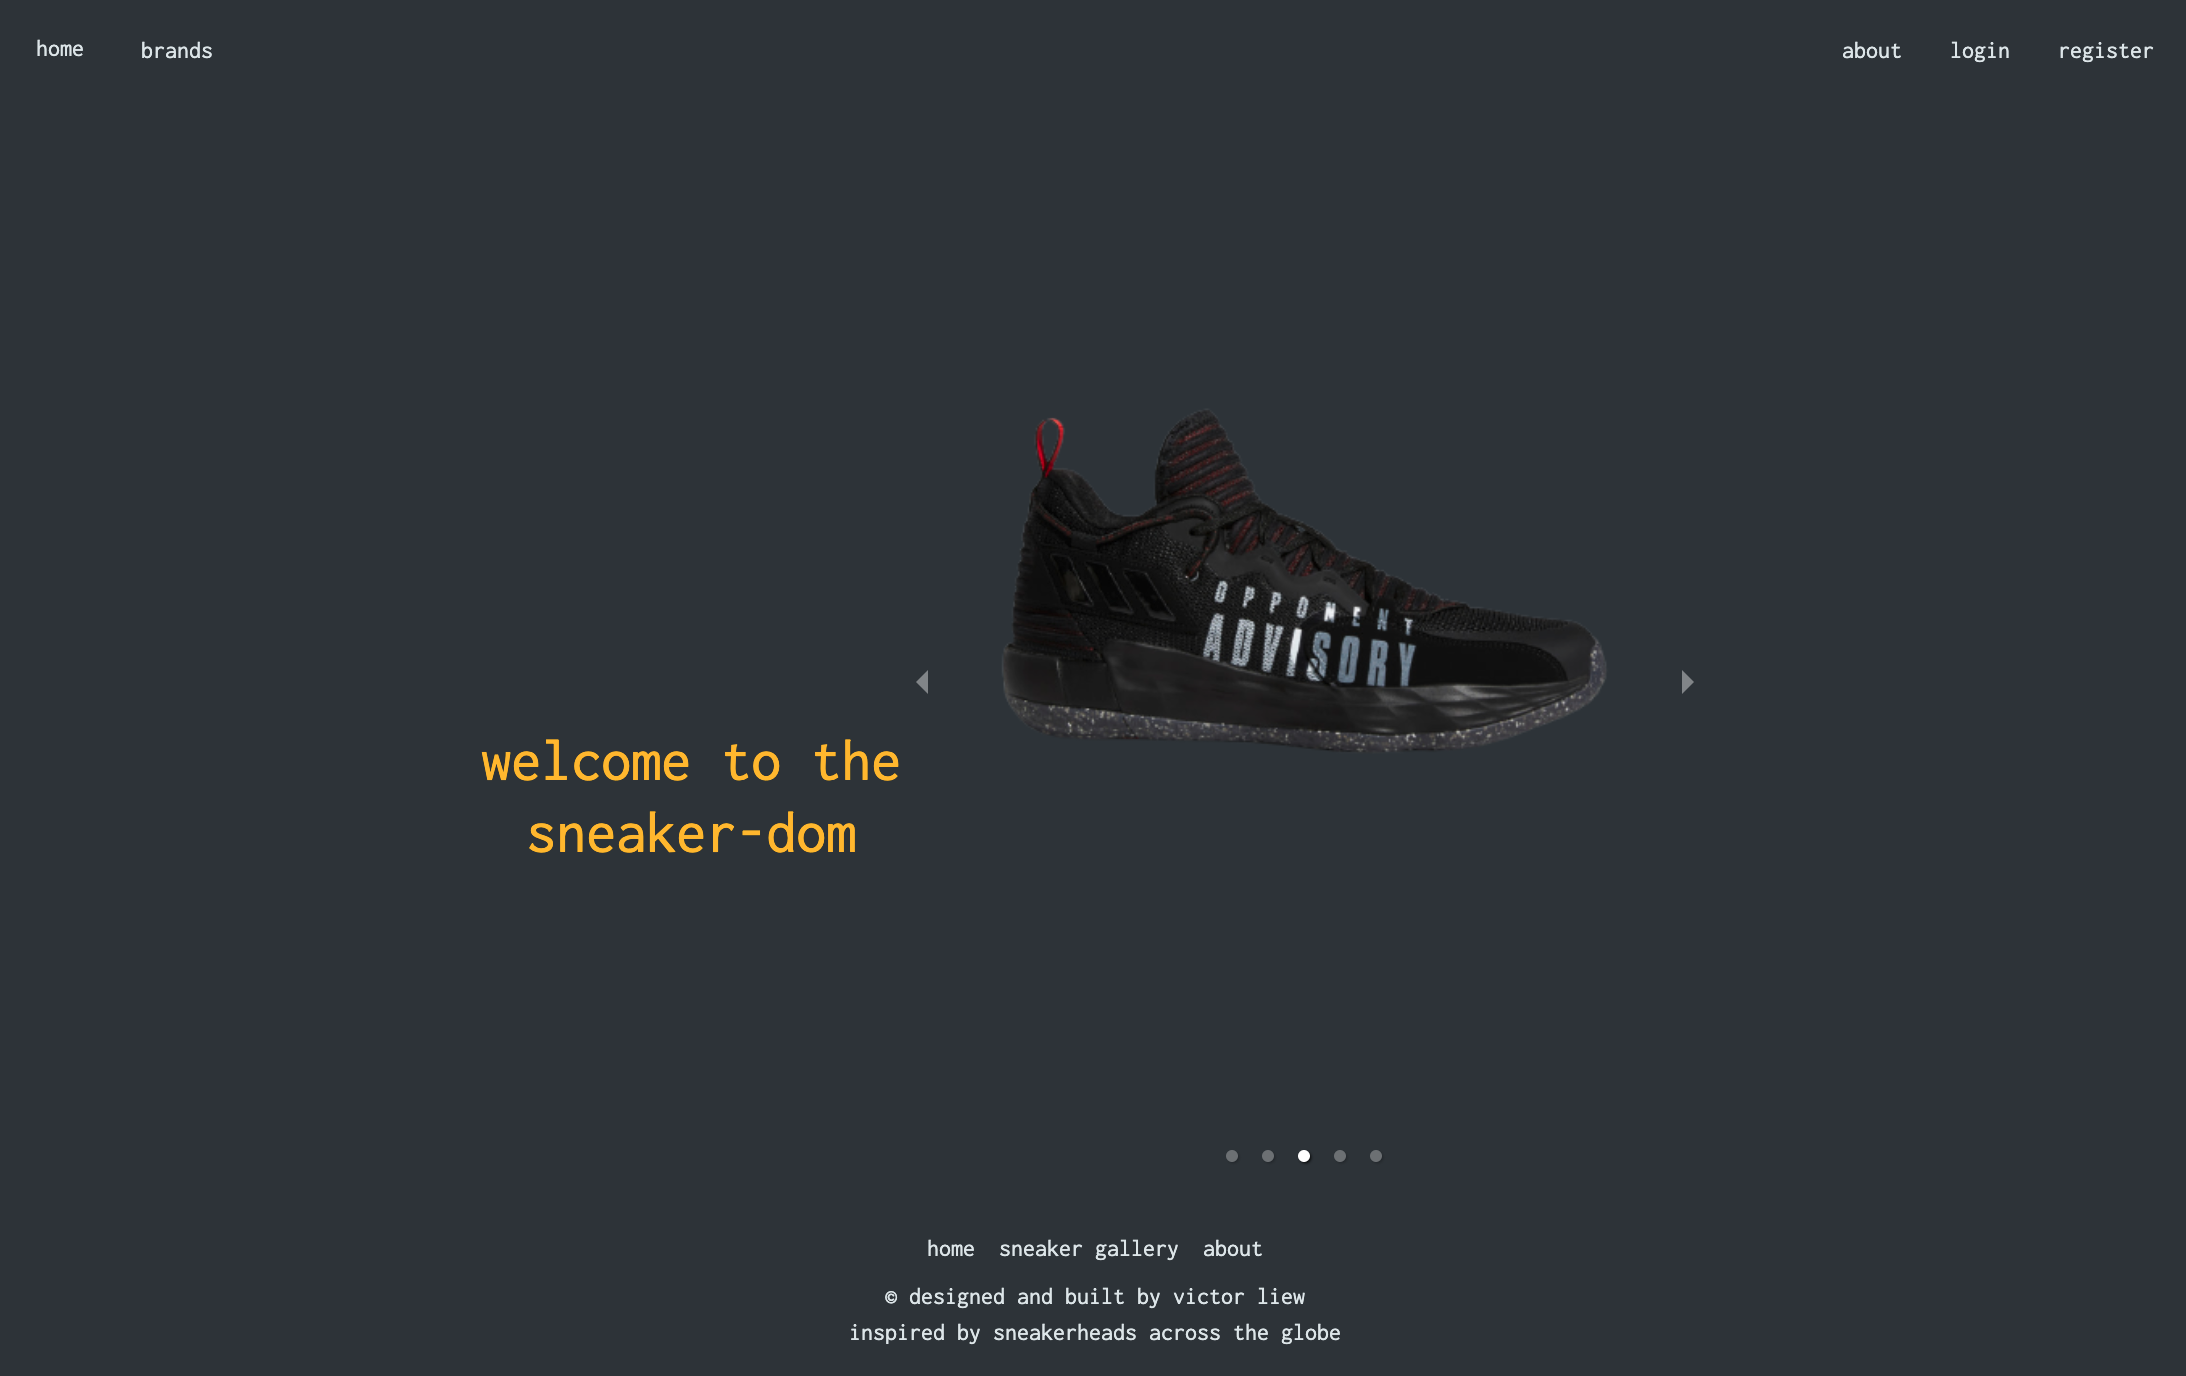 home brands about login register
OPPONENT
ADVISORY
welcome to the
sneaker-dom
home sneaker gallery about
© designed and built by victor liew
inspired by sneakerheads across the globe